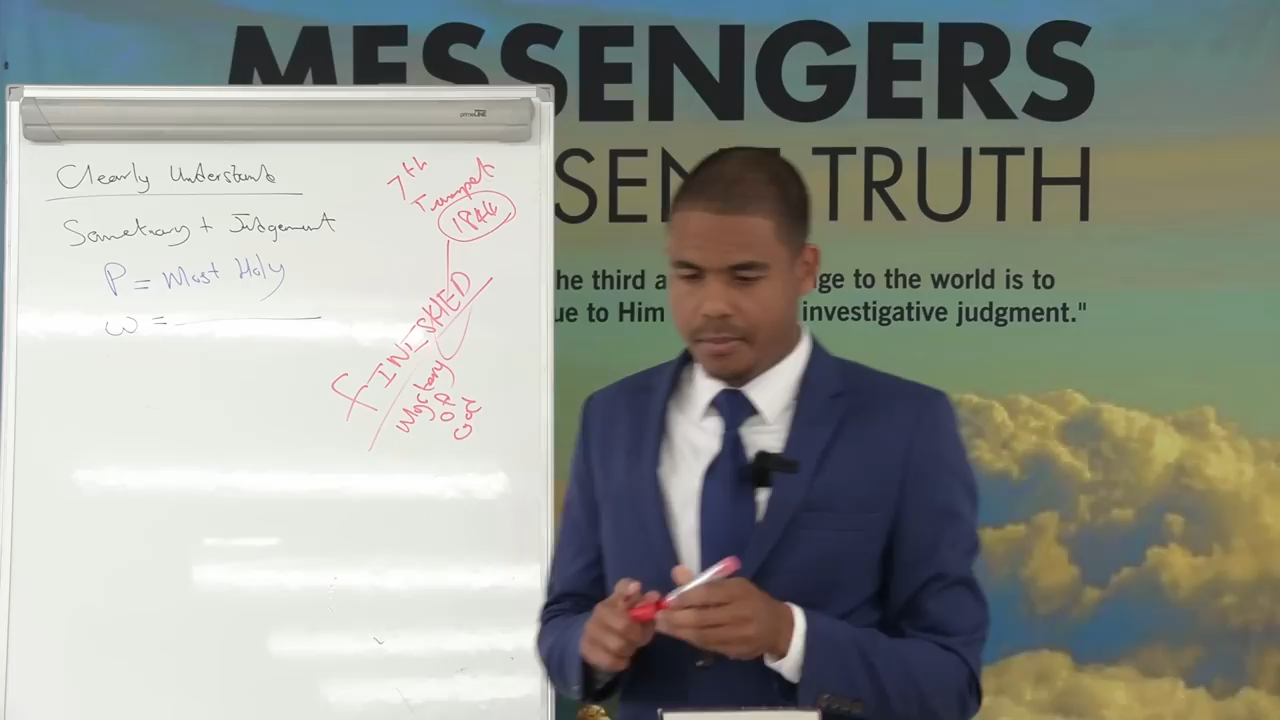 MESSENGERS
SENT TRUTH
he third a ge to the world is to
ue to Him investigative judgment."
Clearly Understand
Sanctuary + Judgement
P = Most Holy
W =
7th
Trumpet
1844
FINISHED
Mystery
OF
God